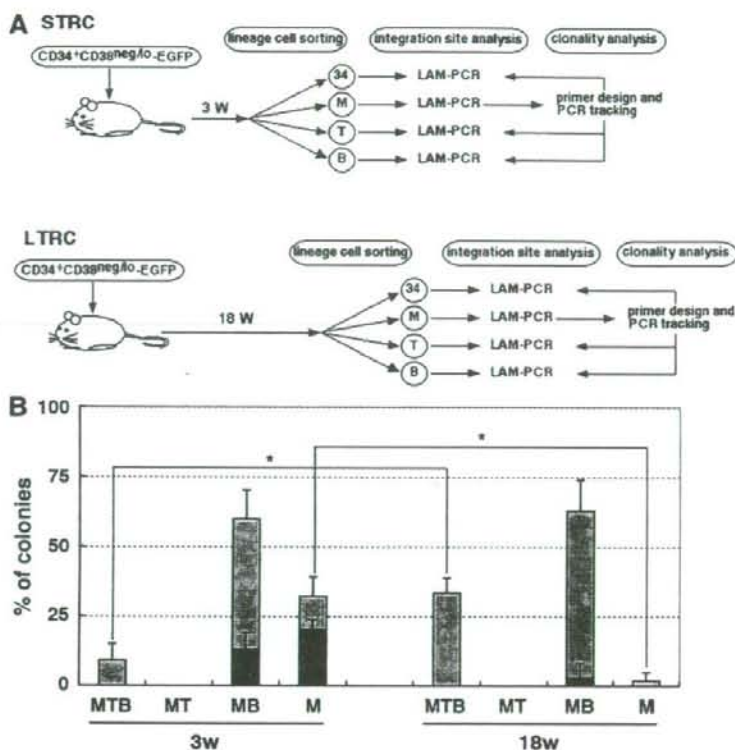 A STRC
CD34+CD38neg/lo-EGFP
lineage cell sorting
integration site analysis
clonality analysis
3 W
34
LAM-PCR
M
LAM-PCR
T
LAM-PCR
B
LAM-PCR
primer design and
PCR tracking
LTRC
CD34+CD38neg/lo-EGFP
lineage cell sorting
integration site analysis
clonality analysis
18 W
34
LAM-PCR
M
LAM-PCR
T
LAM-PCR
B
LAM-PCR
primer design and
PCR tracking
B
% of colonies
100
75
50
25
0
*
*
MTB MT MB M MTB MT MB M
3w 18w